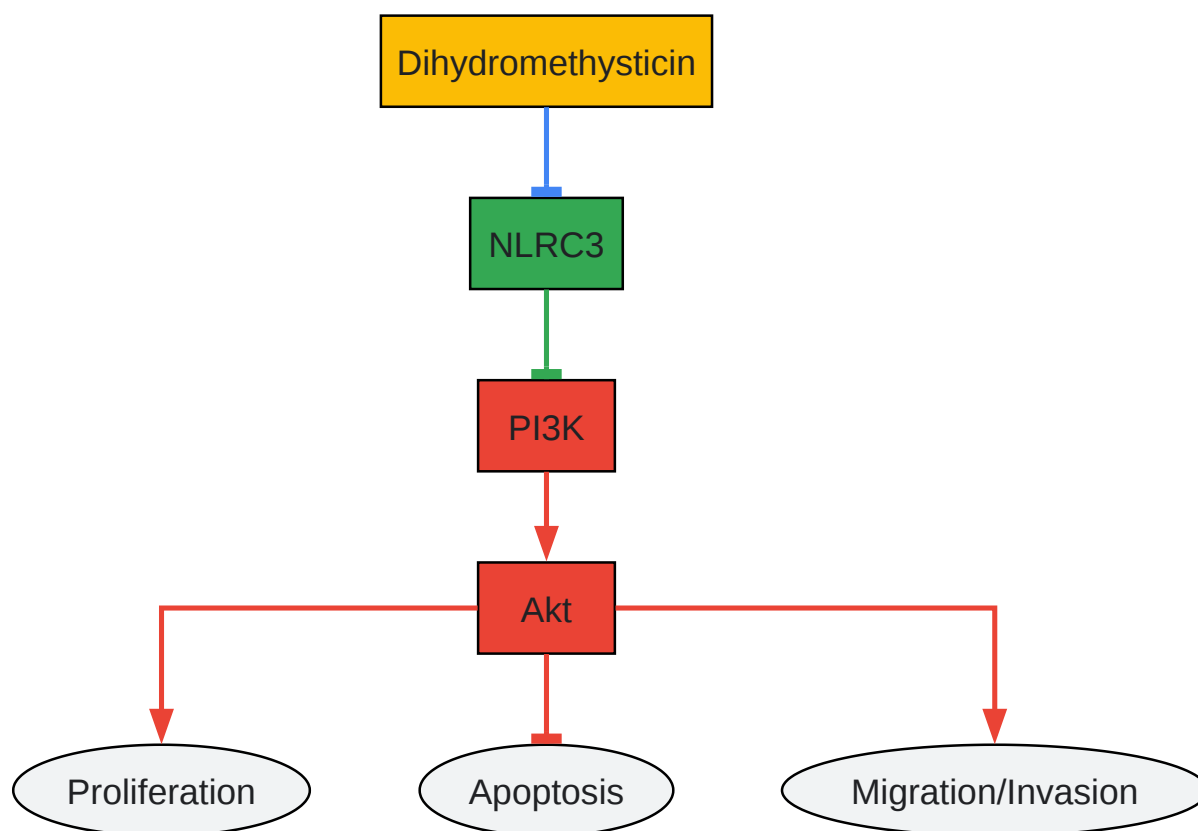 Dihydromethysticin
NLRC3
PI3K
Akt
Proliferation
Apoptosis
Migration/Invasion